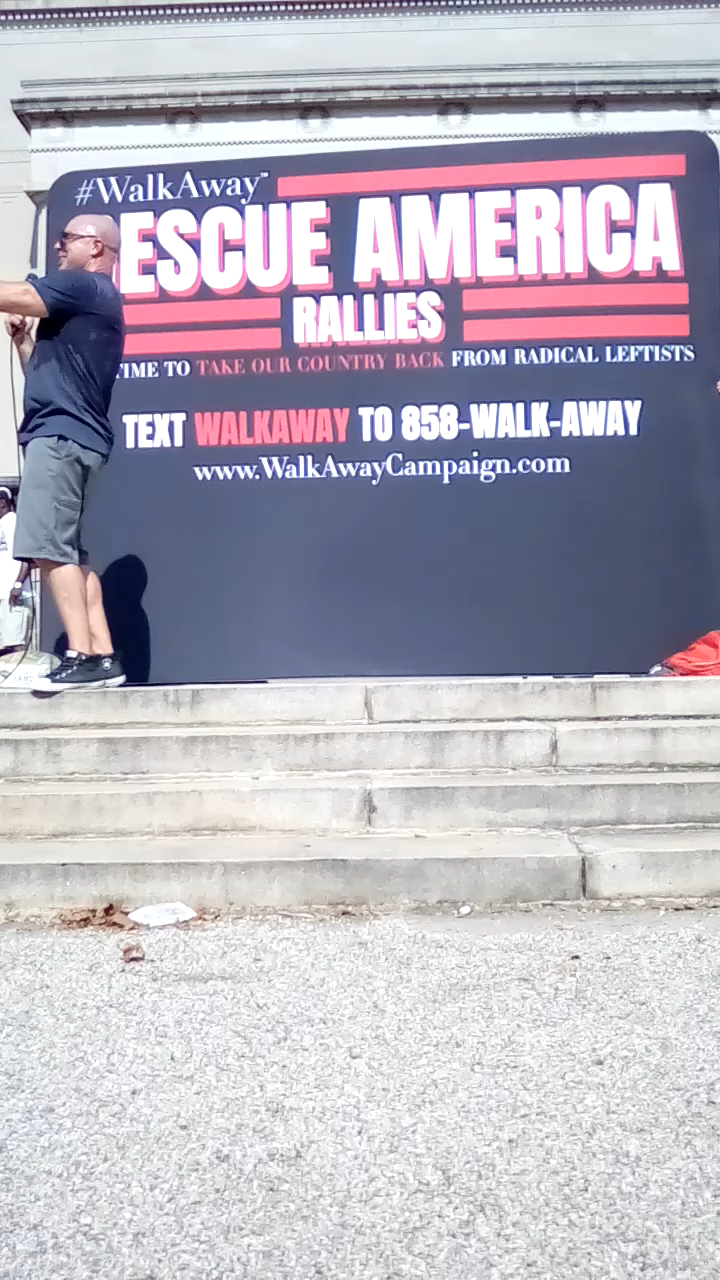 #WalkAway™
ESCUE AMERICA
RALLIES
TIME TO TAKE OUR COUNTRY BACK FROM RADICAL LEFTISTS
TEXT WALKAWAY TO 858-WALK-AWAY
www.WalkAwayCampaign.com